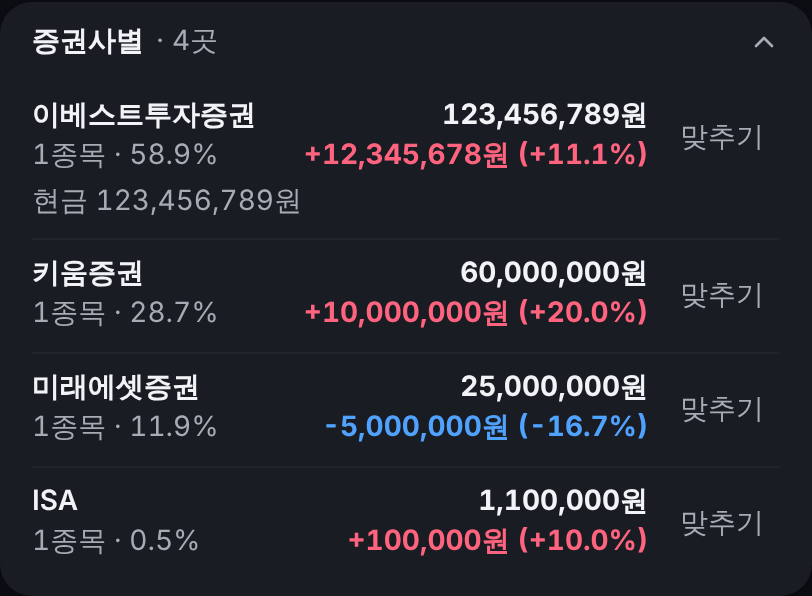 증권사별 · 4곳
이베스트투자증권 123,456,789원 맞추기
1종목 · 58.9% +12,345,678원 (+11.1%)
현금 123,456,789원
키움증권 60,000,000원 맞추기
1종목 · 28.7% +10,000,000원 (+20.0%)
미래에셋증권 25,000,000원 맞추기
1종목 · 11.9% -5,000,000원 (-16.7%)
ISA 1,100,000원 맞추기
1종목 · 0.5% +100,000원 (+10.0%)